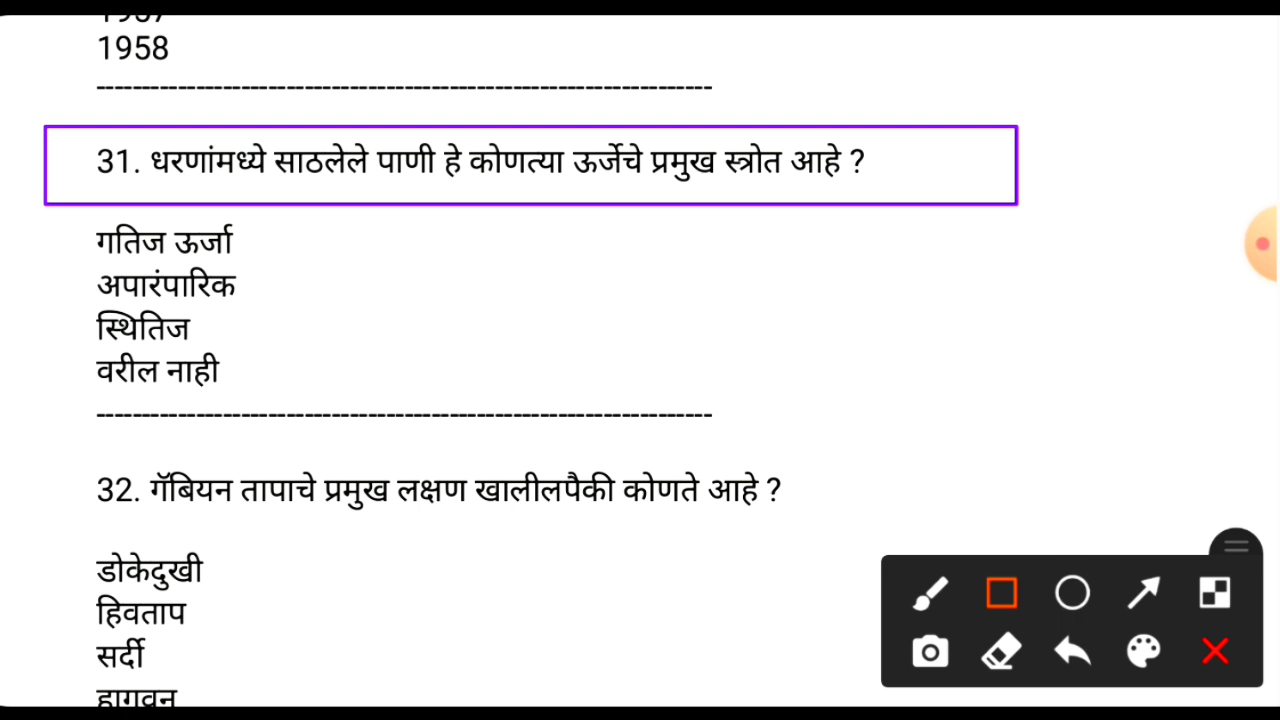 1958
--------------------------------------------------------------------
31. धरणांमध्ये साठलेले पाणी हे कोणत्या ऊर्जेचे प्रमुख स्त्रोत आहे ?
गतिज ऊर्जा
अपारंपारिक
स्थितिज
वरील नाही
--------------------------------------------------------------------
32. गॅबियन तापाचे प्रमुख लक्षण खालीलपैकी कोणते आहे ?
डोकेदुखी
हिवताप
सर्दी
हागवन